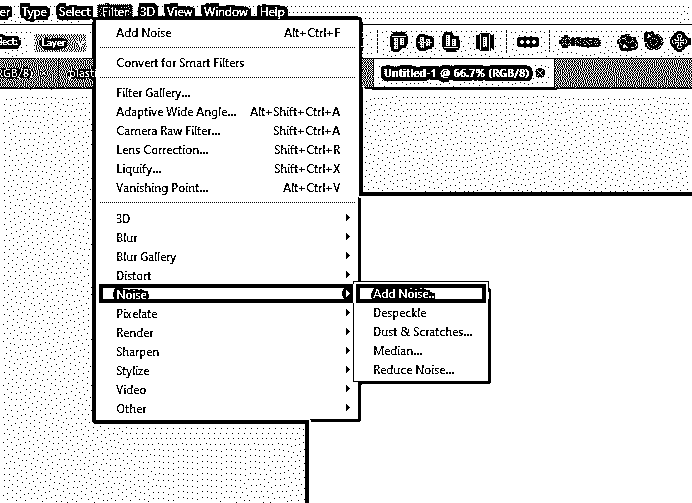 er Type Select Filter 3D View Window Help
Layer
RGB/8)
Untitled-1 @ 66.7% (RGB/8)
Add Noise Alt+Ctrl+F
Convert for Smart Filters
Filter Gallery...
Adaptive Wide Angle... Alt+Shift+Ctrl+A
Camera Raw Filter... Shift+Ctrl+A
Lens Correction... Shift+Ctrl+R
Liquify... Shift+Ctrl+X
Vanishing Point... Alt+Ctrl+V
3D
Blur
Blur Gallery
Distort
Noise
Pixelate
Render
Sharpen
Stylize
Video
Other
Add Noise...
Despeckle
Dust & Scratches...
Median...
Reduce Noise...